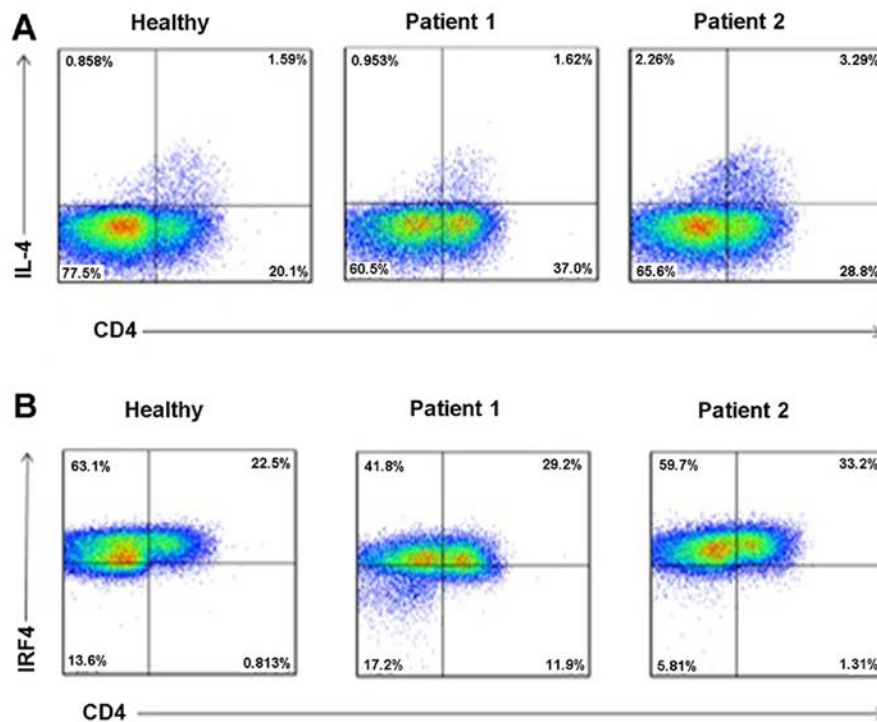 A
Healthy
Patient 1
Patient 2
0.858%
1.59%
0.953%
1.62%
2.26%
3.29%
77.5%
20.1%
60.5%
37.0%
65.6%
28.8%
IL-4
CD4
B
Healthy
Patient 1
Patient 2
63.1%
22.5%
41.8%
29.2%
59.7%
33.2%
13.6%
0.813%
17.2%
11.9%
5.81%
1.31%
IRF4
CD4